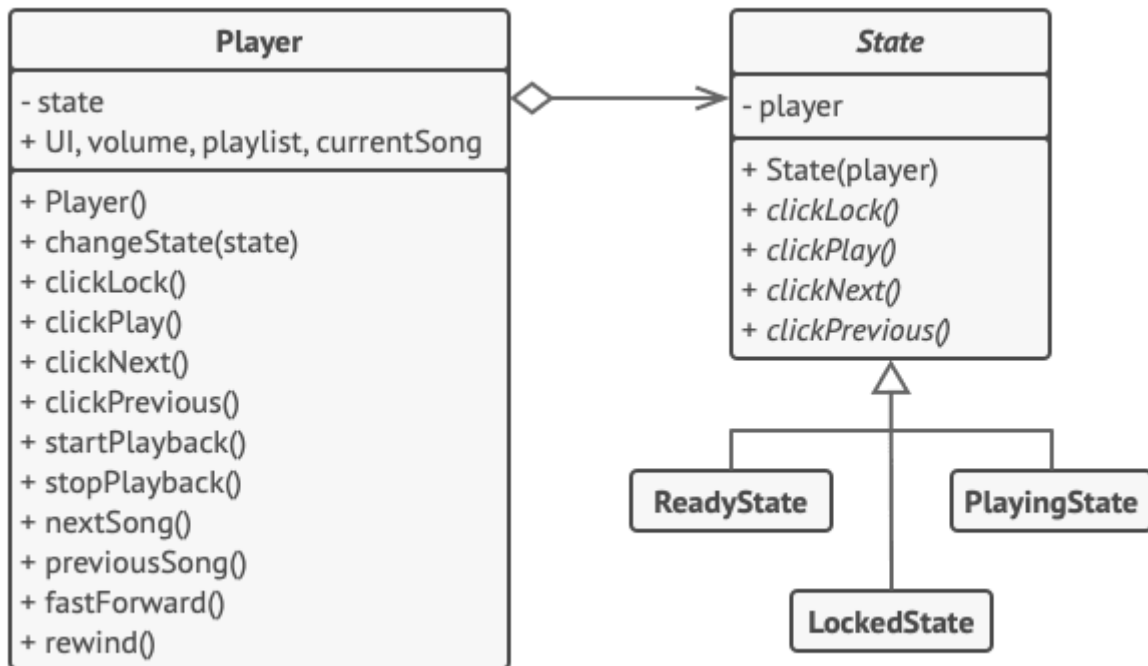 Player
- state
+ UI, volume, playlist, currentSong
+ Player()
+ changeState(state)
+ clickLock()
+ clickPlay()
+ clickNext()
+ clickPrevious()
+ startPlayback()
+ stopPlayback()
+ nextSong()
+ previousSong()
+ fastForward()
+ rewind()
State
- player
+ State(player)
+ clickLock()
+ clickPlay()
+ clickNext()
+ clickPrevious()
ReadyState
PlayingState
LockedState